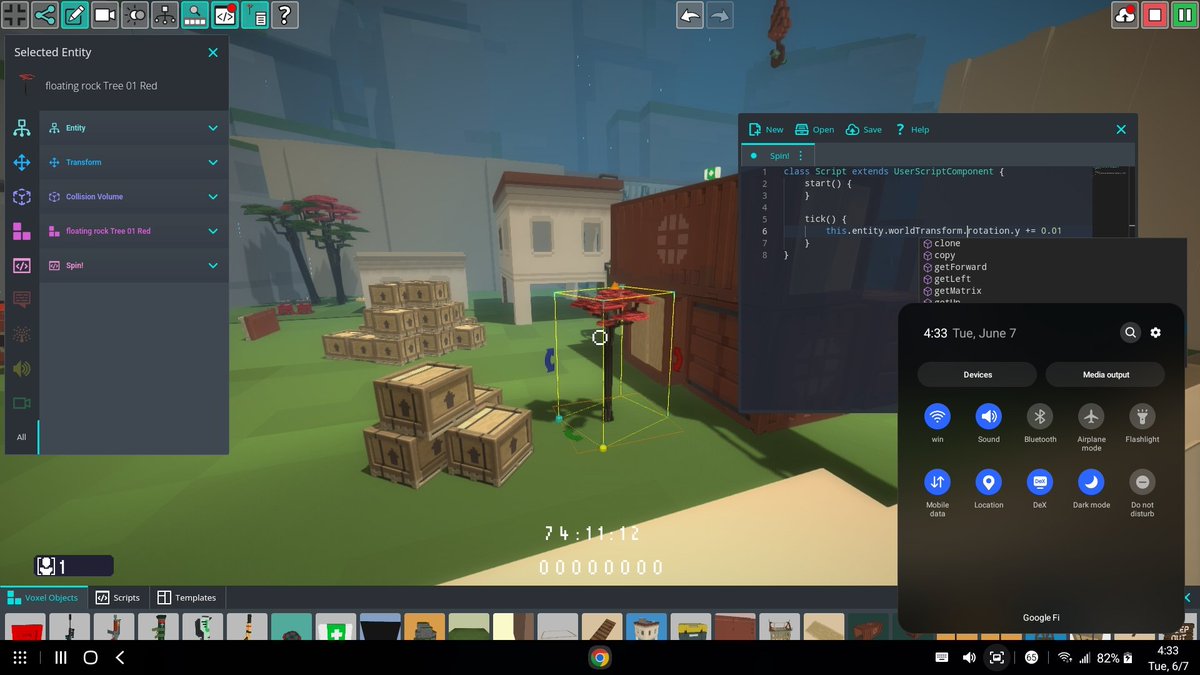 Selected Entity
floating rock Tree 01 Red
Entity
Transform
Collision Volume
floating rock Tree 01 Red
Spin!
All
New
Open
Save
? Help
Spin!
1 class Script extends UserScriptComponent {
2 start() {
3 }
4
5 tick() {
6 this.entity.worldTransform.rotation.y += 0.01
7 }
8 }
clone
copy
getForward
getLeft
getMatrix
getUp
4:33 Tue, June 7
Devices
Media output
win
Sound
Bluetooth
Airplane mode
Flashlight
Mobile data
Location
DeX
DeX
Dark mode
Do not disturb
Google Fi
74:11:12
00000000
1
Voxel Objects
Scripts
Templates
65
82%
4:33
Tue, 6/7